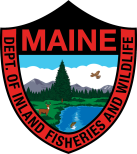 MAINE
DEPT. OF INLAND FISHERIES AND WILDLIFE